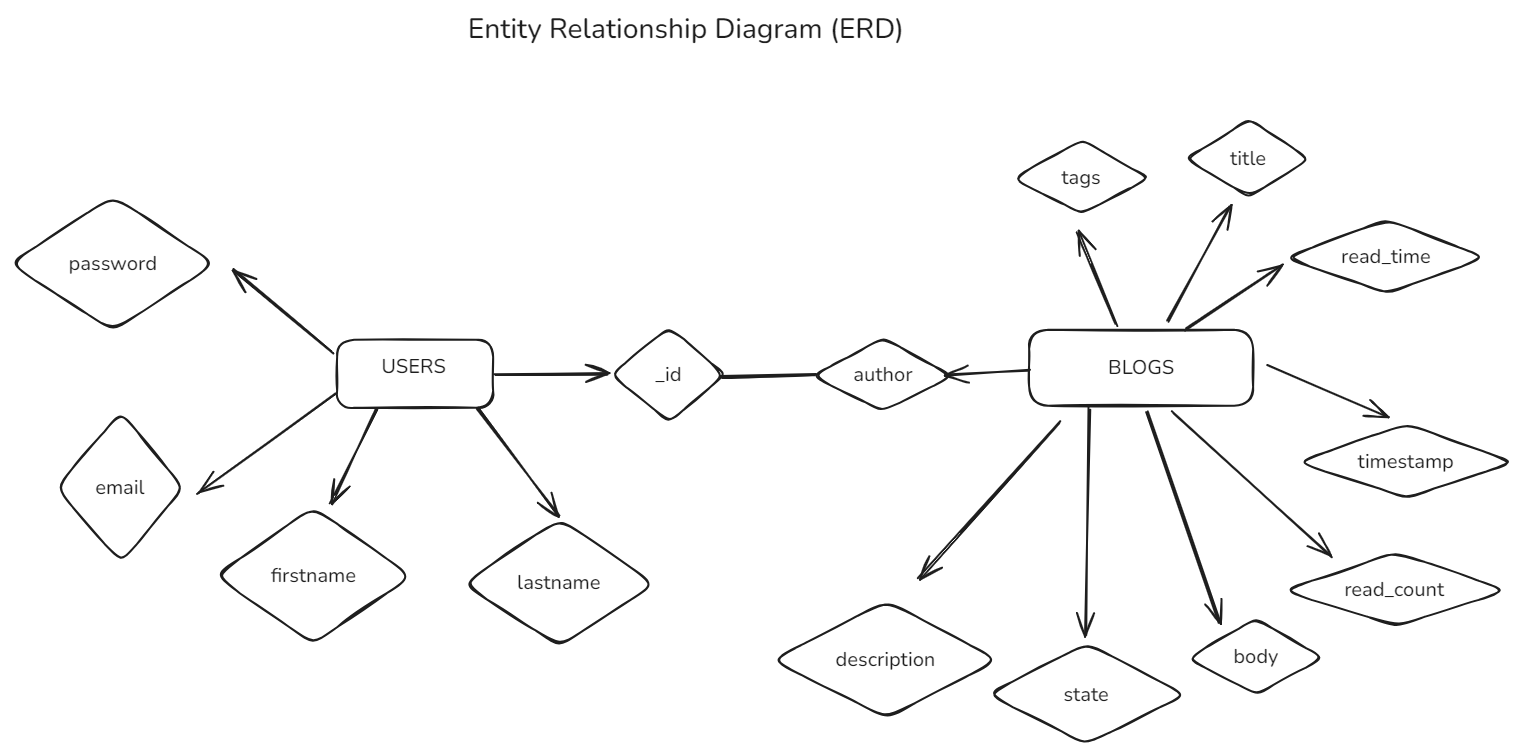 Entity Relationship Diagram (ERD)
tags
title
password
read_time
USERS
_id
author
BLOGS
email
timestamp
firstname
lastname
read_count
description
state
body